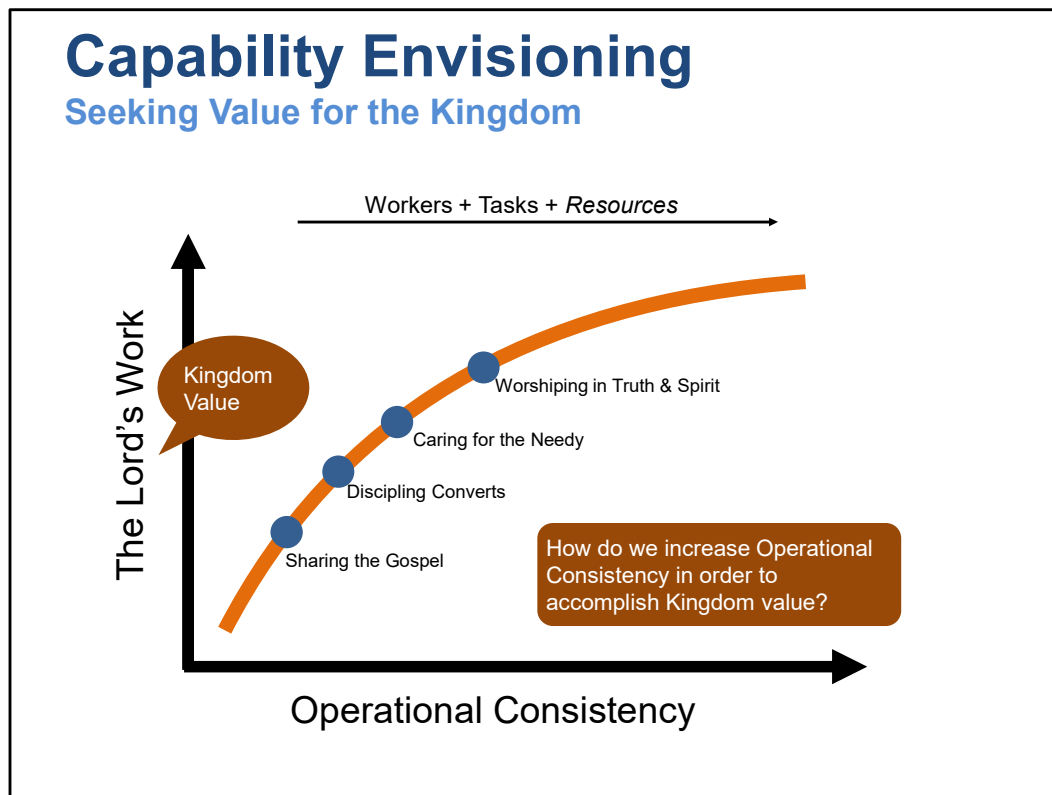 Capability Envisioning
Seeking Value for the Kingdom
Workers + Tasks + Resources
The Lord’s Work
Kingdom
Value
Worshiping in Truth & Spirit
Caring for the Needy
Discipling Converts
Sharing the Gospel
How do we increase Operational
Consistency in order to
accomplish Kingdom value?
Operational Consistency